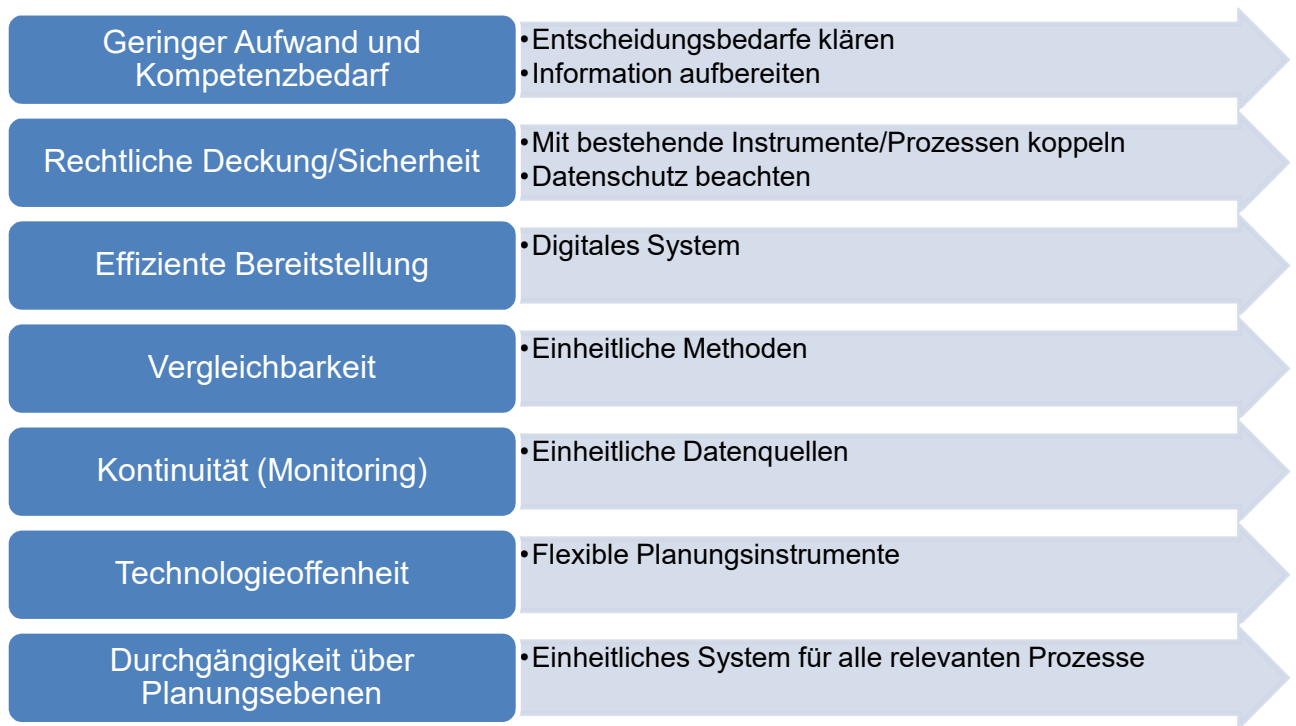 Geringer Aufwand und
Kompetenzbedarf
•Entscheidungsbedarfe klären
•Information aufbereiten
Rechtliche Deckung/Sicherheit
•Mit bestehende Instrumente/Prozessen koppeln
•Datenschutz beachten
Effiziente Bereitstellung
•Digitales System
Vergleichbarkeit
•Einheitliche Methoden
Kontinuität (Monitoring)
•Einheitliche Datenquellen
Technologieoffenheit
•Flexible Planungsinstrumente
Durchgängigkeit über
Planungsebenen
•Einheitliches System für alle relevanten Prozesse